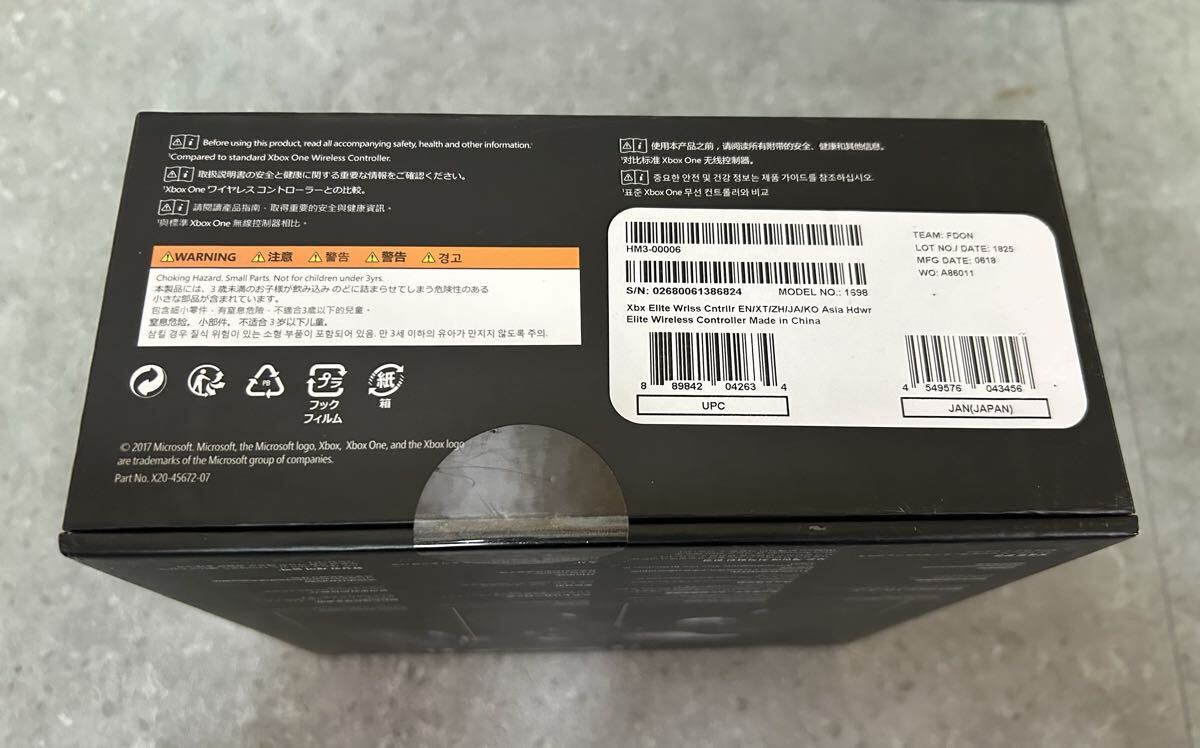 Before using this product, read all accompanying safety, health and other information.
¹Compared to standard Xbox One Wireless Controller.
取扱説明書の安全と健康に関する重要な情報をご確認ください。
¹Xbox One ワイヤレス コントローラーとの比較。
請閱讀產品指南，取得重要的安全與健康資訊。
¹與標準 Xbox One 無線控制器相比。
使用本产品之前，请阅读所有附带的安全、健康和其他信息。
¹对比标准 Xbox One 无线控制器。
중요한 안전 및 건강 정보는 제품 가이드를 참조하십시오.
¹표준 Xbox One 무선 컨트롤러와 비교
WARNING 注意 警告 警告 경고
Choking Hazard. Small Parts. Not for children under 3yrs.
本製品には、3 歳未満のお子様が飲み込み のどに詰まらせてしまう危険性のある
小さな部品が含まれています。
包含細小零件，有窒息危險，不適合3歲以下的兒童。
窒息危险。小部件。不适合 3 岁以下儿童。
삼킬 경우 질식 위험이 있는 소형 부품이 포함되어 있음. 만 3세 이하의 유아가 만지지 않도록 주의.
PB
プラ
フック
フィルム
紙
箱
© 2017 Microsoft. Microsoft, the Microsoft logo, Xbox, Xbox One, and the Xbox logo
are trademarks of the Microsoft group of companies.
Part No. X20-45672-07
HM3-00006
S/N: 02680061386824 MODEL NO.: 1698
Xbx Elite Wrlss Cntrllr EN/XT/ZH/JA/KO Asia Hdwr
Elite Wireless Controller Made in China
TEAM: FDON
LOT NO./ DATE: 1825
MFG DATE: 0618
WO: A86011
8 89842 04263 4
UPC
4 549576 043456
JAN(JAPAN)